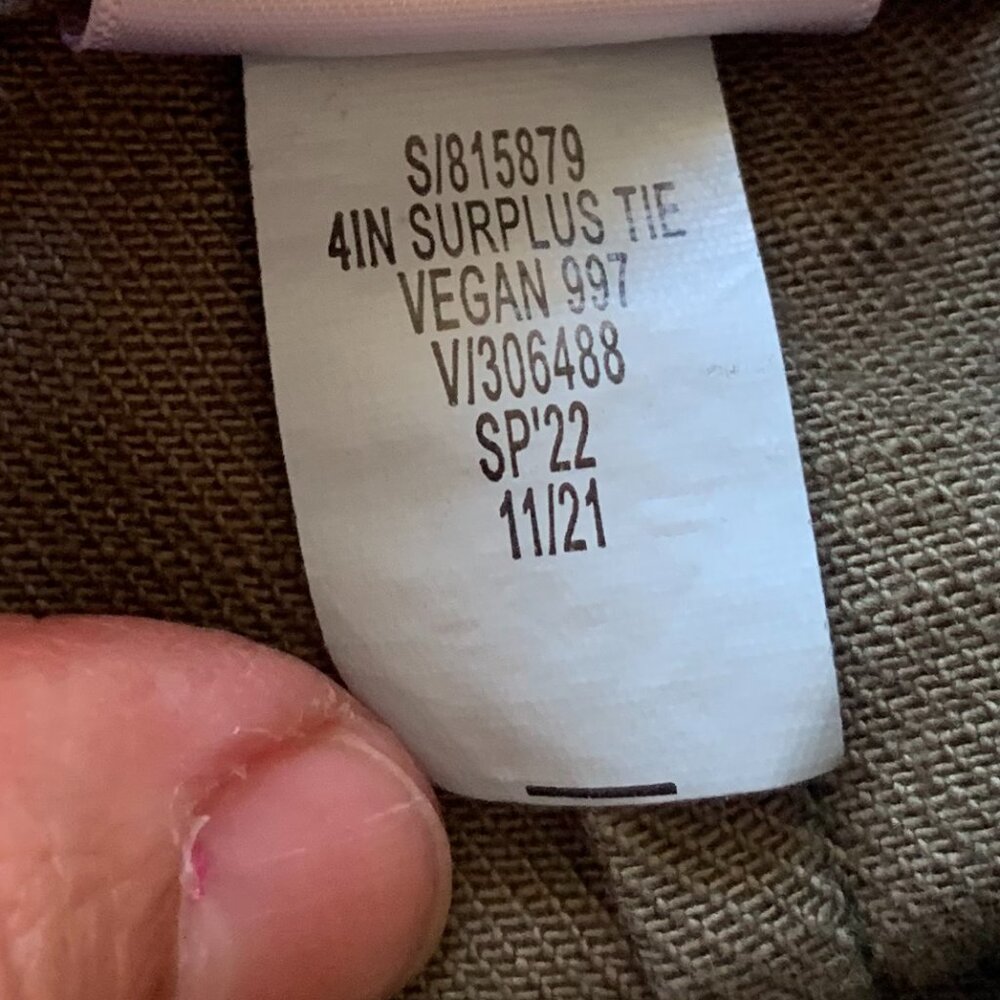 S/815879
4IN SURPLUS TIE
VEGAN 997
V/306488
SP'22
11/21